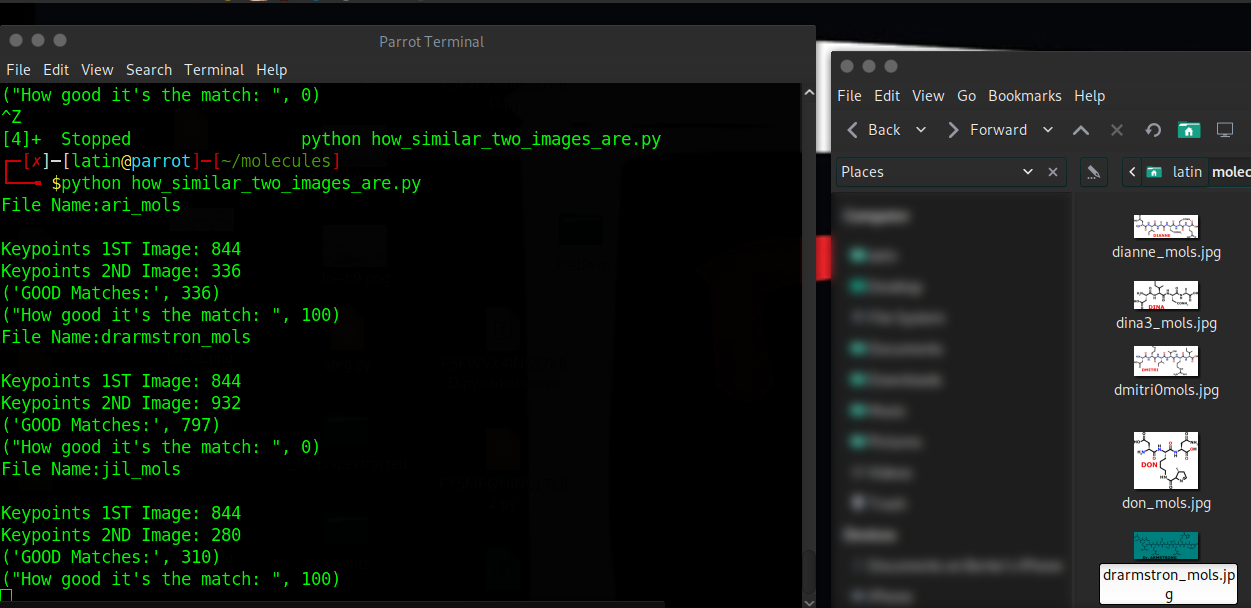 Parrot Terminal
File Edit View Search Terminal Help
("How good it's the match: ", 0)
^Z
[4]+  Stopped                 python how_similar_two_images_are.py
┌─[✗]─[latin@parrot]─[~/molecules]
└──╼ $python how_similar_two_images_are.py
File Name:ari_mols

Keypoints 1ST Image: 844
Keypoints 2ND Image: 336
('GOOD Matches:', 336)
("How good it's the match: ", 100)
File Name:drarmstron_mols

Keypoints 1ST Image: 844
Keypoints 2ND Image: 932
('GOOD Matches:', 797)
("How good it's the match: ", 0)
File Name:jil_mols

Keypoints 1ST Image: 844
Keypoints 2ND Image: 280
('GOOD Matches:', 310)
("How good it's the match: ", 100)
File Edit View Go Bookmarks Help
Back Forward
Places
latin molec
DIANNE
dianne_mols.jpg
DINA
dina3_mols.jpg
DMITRI
dmitri0mols.jpg
DON
don_mols.jpg
drarmstron_mols.jp
g